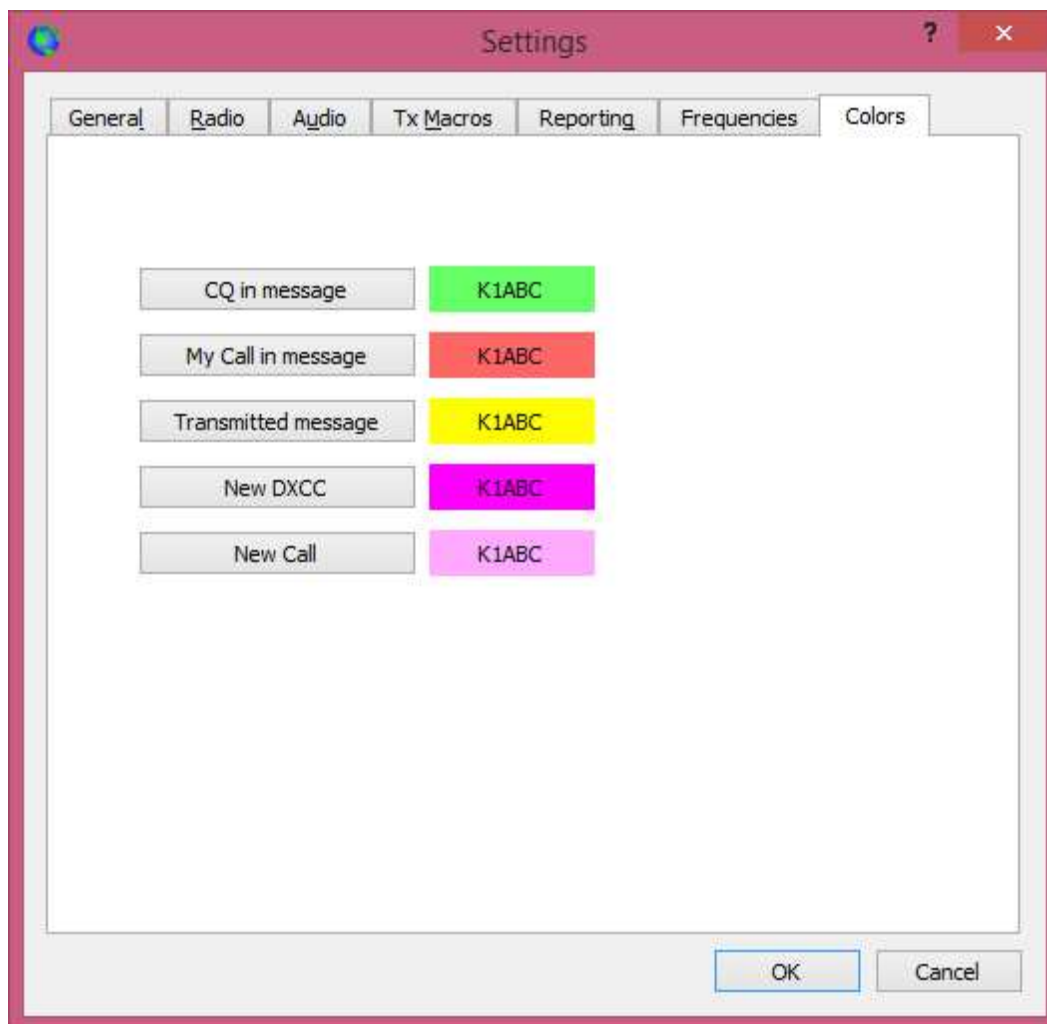 Settings
?
General Radio Audio Tx Macros Reporting Frequencies Colors
CQ in message K1ABC
My Call in message K1ABC
Transmitted message K1ABC
New DXCC K1ABC
New Call K1ABC
OK Cancel